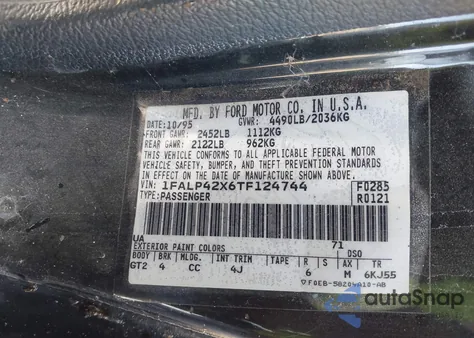 MFD. BY FORD MOTOR CO. IN U.S.A.
DATE: 10/95 GVWR: 4490LB/2036KG
FRONT GAWR: 2452LB 1112KG
REAR GAWR: 2122LB 962KG
THIS VEHICLE CONFORMS TO ALL APPLICABLE FEDERAL MOTOR
VEHICLE SAFETY, BUMPER, AND THEFT PREVENTION STANDARDS
IN EFFECT ON THE DATE OF MANUFACTURE SHOWN ABOVE.
VIN: 1FALP42X6TF124744 F0285
TYPE: PASSENGER R0121
UA 71
EXTERIOR PAINT COLORS DSO
BODY BRK MLDG. INT TRIM TAPE R S AX TR
GT2 4 CC 4J 6 M 6KJ55
autoSnap